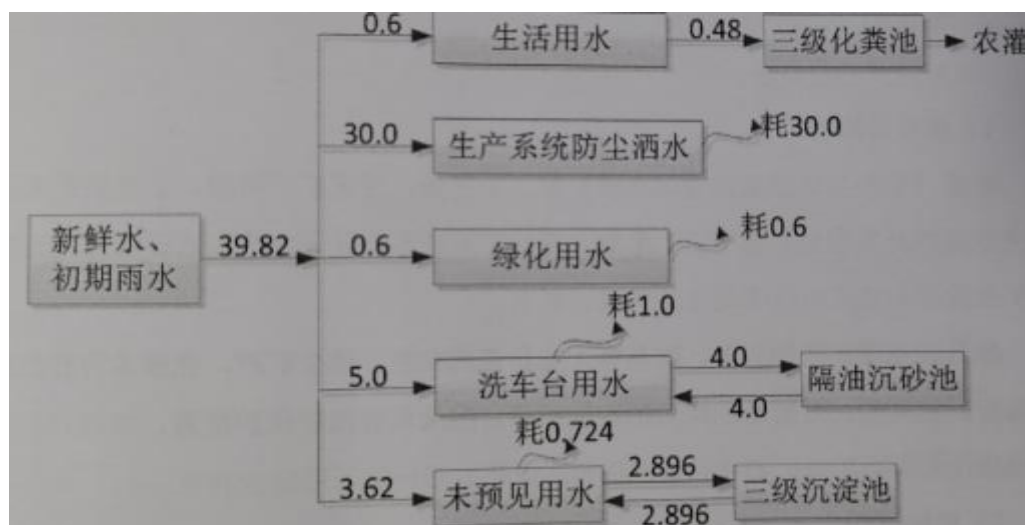 0.6
生活用水
0.48
三级化粪池
农灌
30.0
生产系统防尘洒水
耗30.0
新鲜水、
初期雨水
39.82
0.6
绿化用水
耗0.6
耗1.0
5.0
洗车台用水
4.0
4.0
隔油沉砂池
耗0.724
3.62
未预见用水
2.896
2.896
三级沉淀池